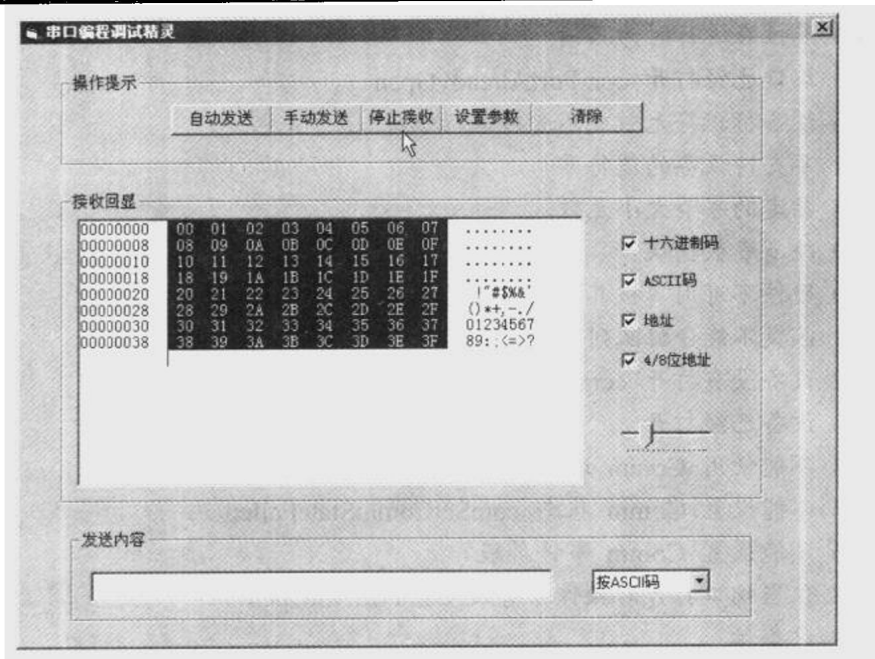 串口编程调试精灵
操作提示
自动发送 手动发送 停止接收 设置参数 清除
接收回显
00000000 00 01 02 03 04 05 06 07 ........
00000008 08 09 0A 0B 0C 0D 0E 0F ........
00000010 10 11 12 13 14 15 16 17 ........
00000018 18 19 1A 1B 1C 1D 1E 1F ........
00000020 20 21 22 23 24 25 26 27 !"#$%&'
00000028 28 29 2A 2B 2C 2D 2E 2F ()*+,-./
00000030 30 31 32 33 34 35 36 37 01234567
00000038 38 39 3A 3B 3C 3D 3E 3F 89:;<=>?
十六进制码
ASCII码
地址
4/8位地址
发送内容
按ASCII码